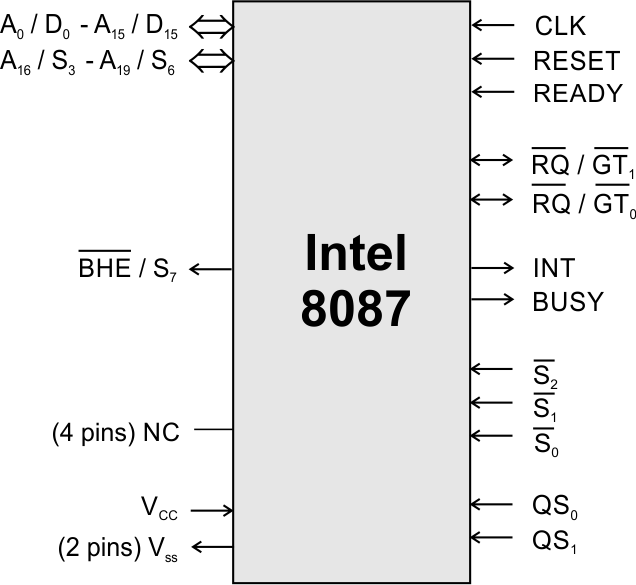 A0 / D0 - A15 / D15
A16 / S3 - A19 / S6
BHE / S7
(4 pins) NC
VCC
(2 pins) Vss
Intel
8087
CLK
RESET
READY
RQ / GT1
RQ / GT0
INT
BUSY
S2
S1
S0
QS0
QS1